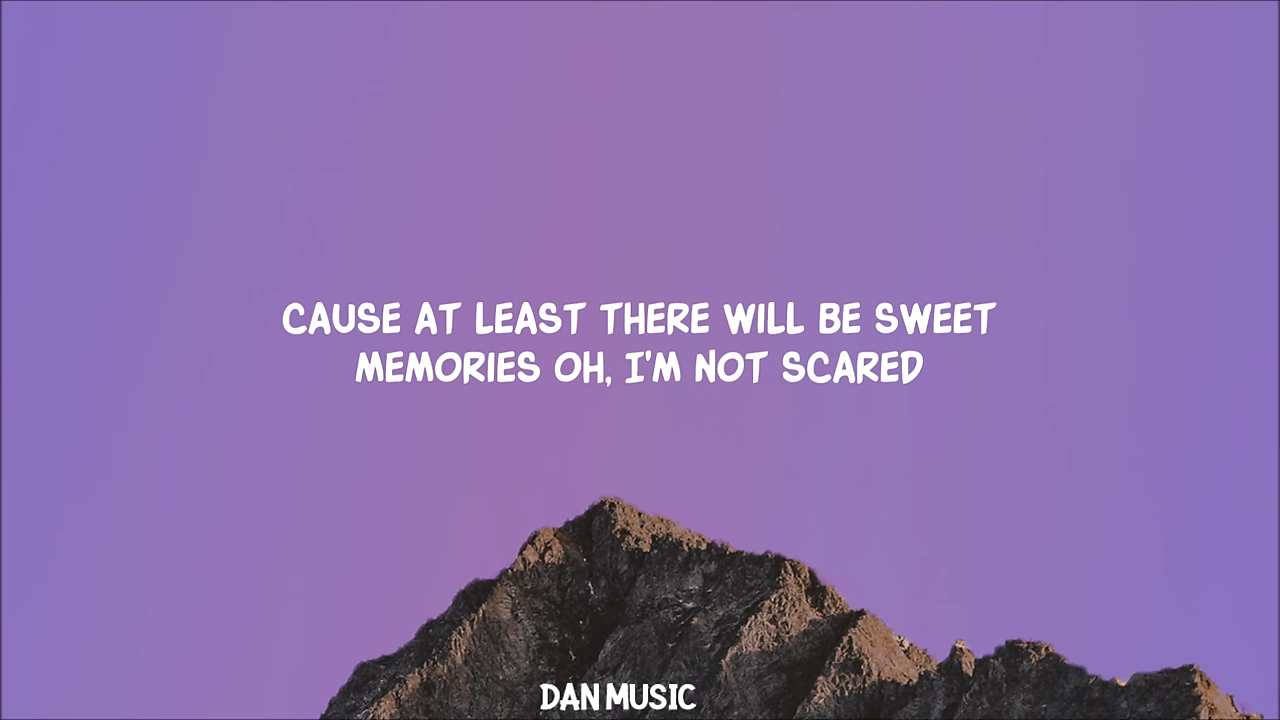 CAUSE AT LEAST THERE WILL BE SWEET
MEMORIES OH, I'M NOT SCARED
DAN MUSIC